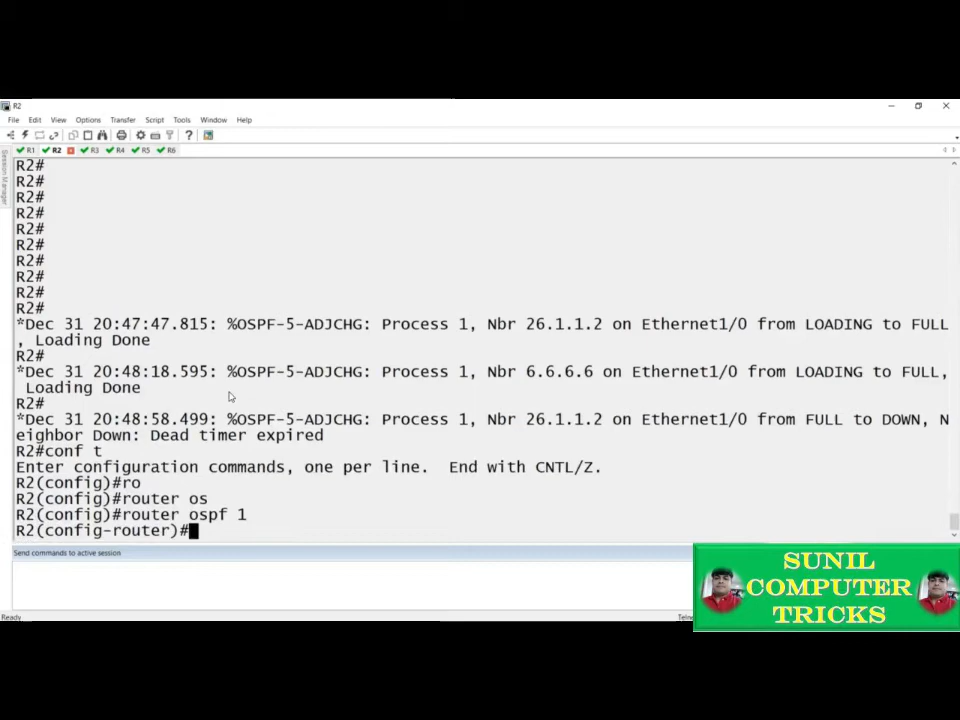 R2
File Edit View Options Transfer Script Tools Window Help
R1 R2 R3 R4 R5 R6
Session Manager
R2#
R2#
R2#
R2#
R2#
R2#
R2#
R2#
R2#
R2#
*Dec 31 20:47:47.815: %OSPF-5-ADJCHG: Process 1, Nbr 26.1.1.2 on Ethernet1/0 from LOADING to FULL
, Loading Done
R2#
*Dec 31 20:48:18.595: %OSPF-5-ADJCHG: Process 1, Nbr 6.6.6.6 on Ethernet1/0 from LOADING to FULL,
Loading Done
R2#
*Dec 31 20:48:58.499: %OSPF-5-ADJCHG: Process 1, Nbr 26.1.1.2 on Ethernet1/0 from FULL to DOWN, N
eighbor Down: Dead timer expired
R2#conf t
Enter configuration commands, one per line.  End with CNTL/Z.
R2(config)#ro
R2(config)#router os
R2(config)#router ospf 1
R2(config-router)#
Send commands to active session
Ready
SUNIL
COMPUTER
TRICKS